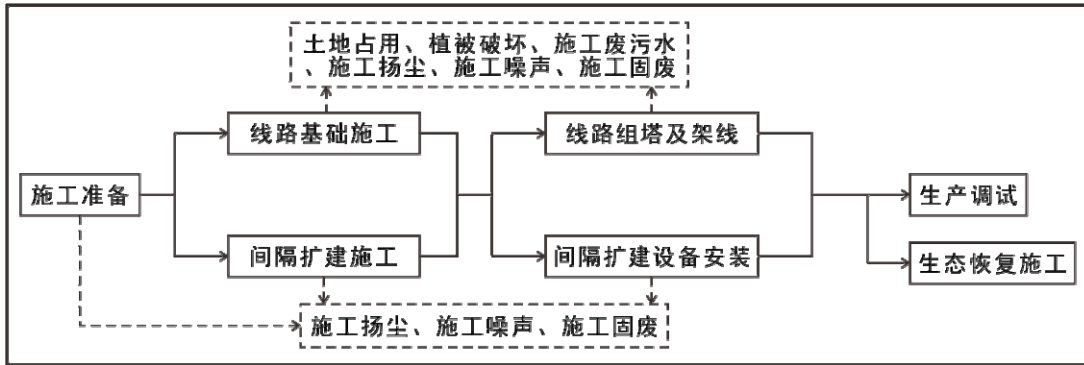 土地占用、植被破坏、施工废污水
、施工扬尘、施工噪声、施工固废
线路基础施工
线路组塔及架线
施工准备
生产调试
间隔扩建施工
间隔扩建设备安装
生态恢复施工
施工扬尘、施工噪声、施工固废